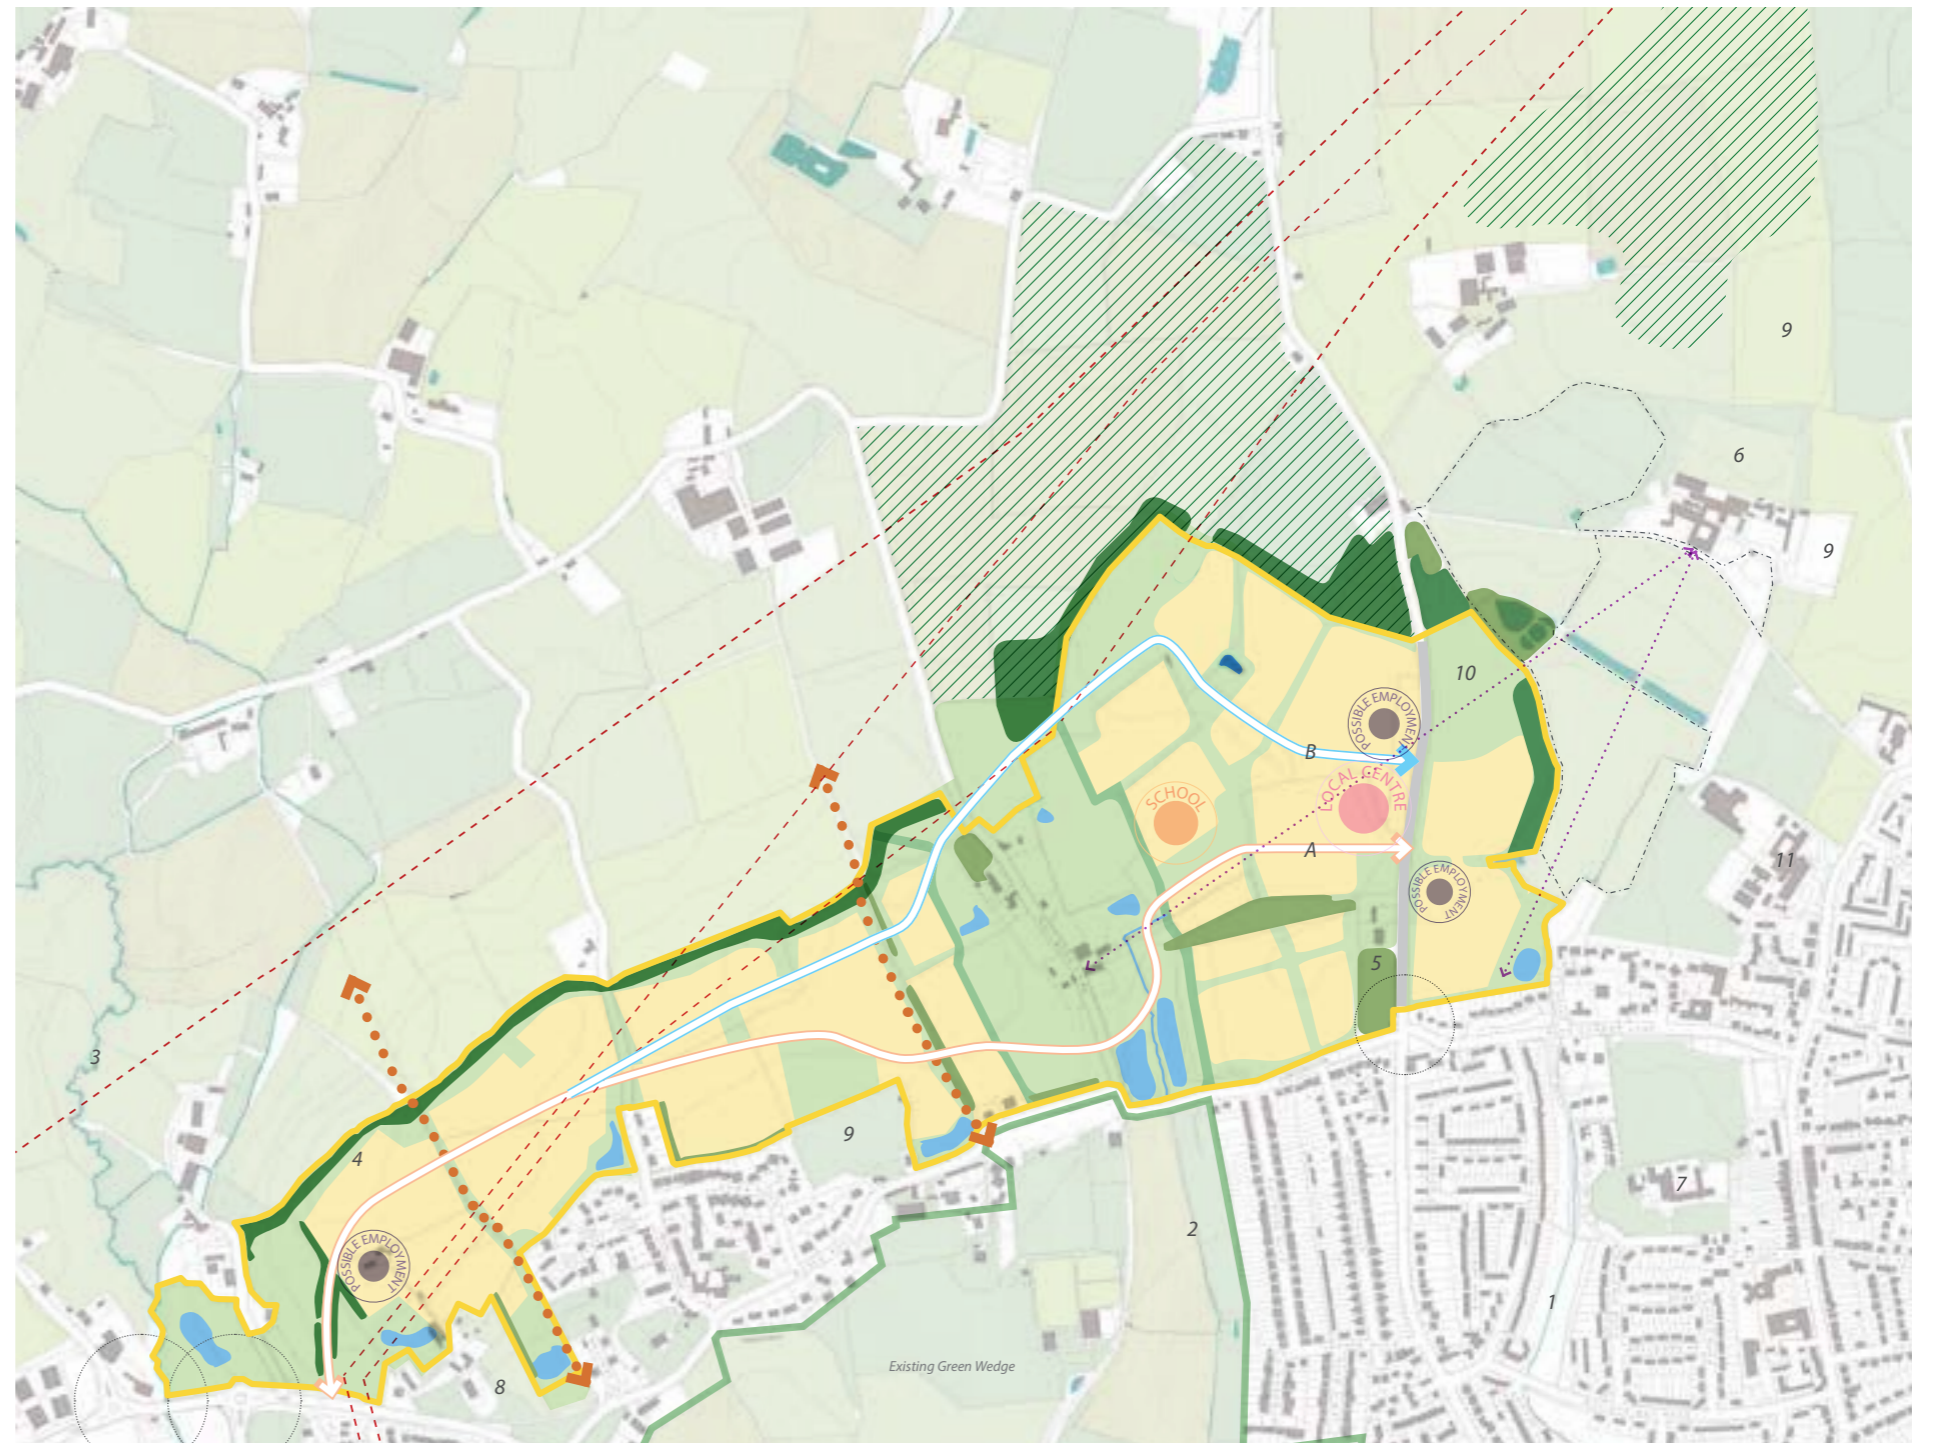 9
6
9
10
POSSIBLE EMPLOYMENT
B
LOCAL CENTRE
SCHOOL
A
11
POSSIBLE EMPLOYMENT
5
3
9
4
7
2
POSSIBLE EMPLOYMENT
1
Existing Green Wedge
8